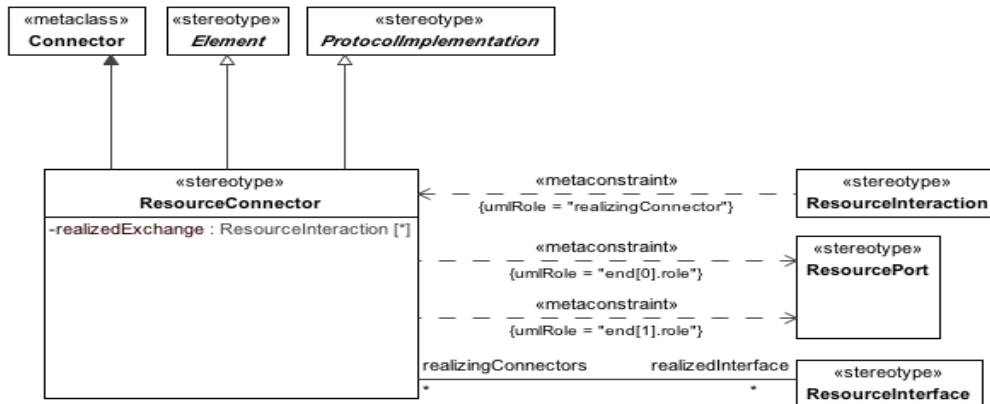 «metaclass»
Connector
«stereotype»
Element
«stereotype»
ProtocolImplementation
«stereotype»
ResourceConnector
-realizedExchange : ResourceInteraction [*]
«metaconstraint»
{umlRole = "realizingConnector"}
«stereotype»
ResourceInteraction
«metaconstraint»
{umlRole = "end[0].role"}
«stereotype»
ResourcePort
«metaconstraint»
{umlRole = "end[1].role"}
realizingConnectors realizedInterface
* *
«stereotype»
ResourceInterface